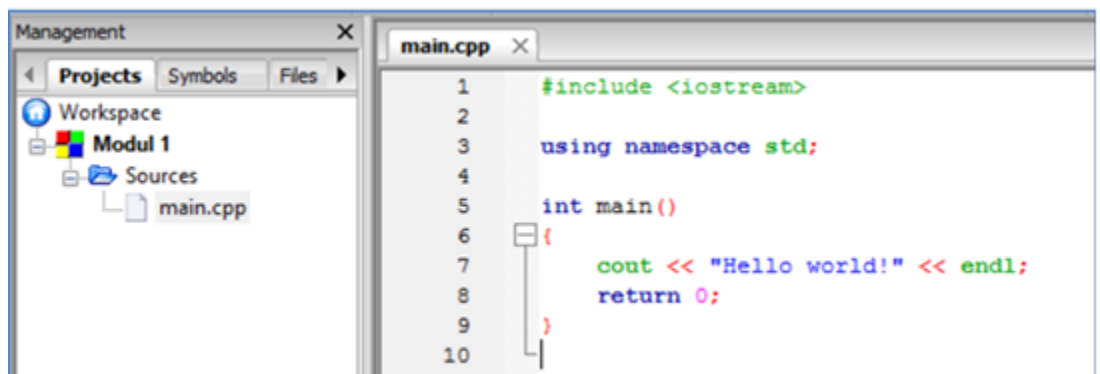 Management
Projects Symbols Files
Workspace
Modul 1
Sources
main.cpp
main.cpp
1 #include <iostream>
2
3 using namespace std;
4
5 int main()
6 {
7 cout << "Hello world!" << endl;
8 return 0;
9 }
10